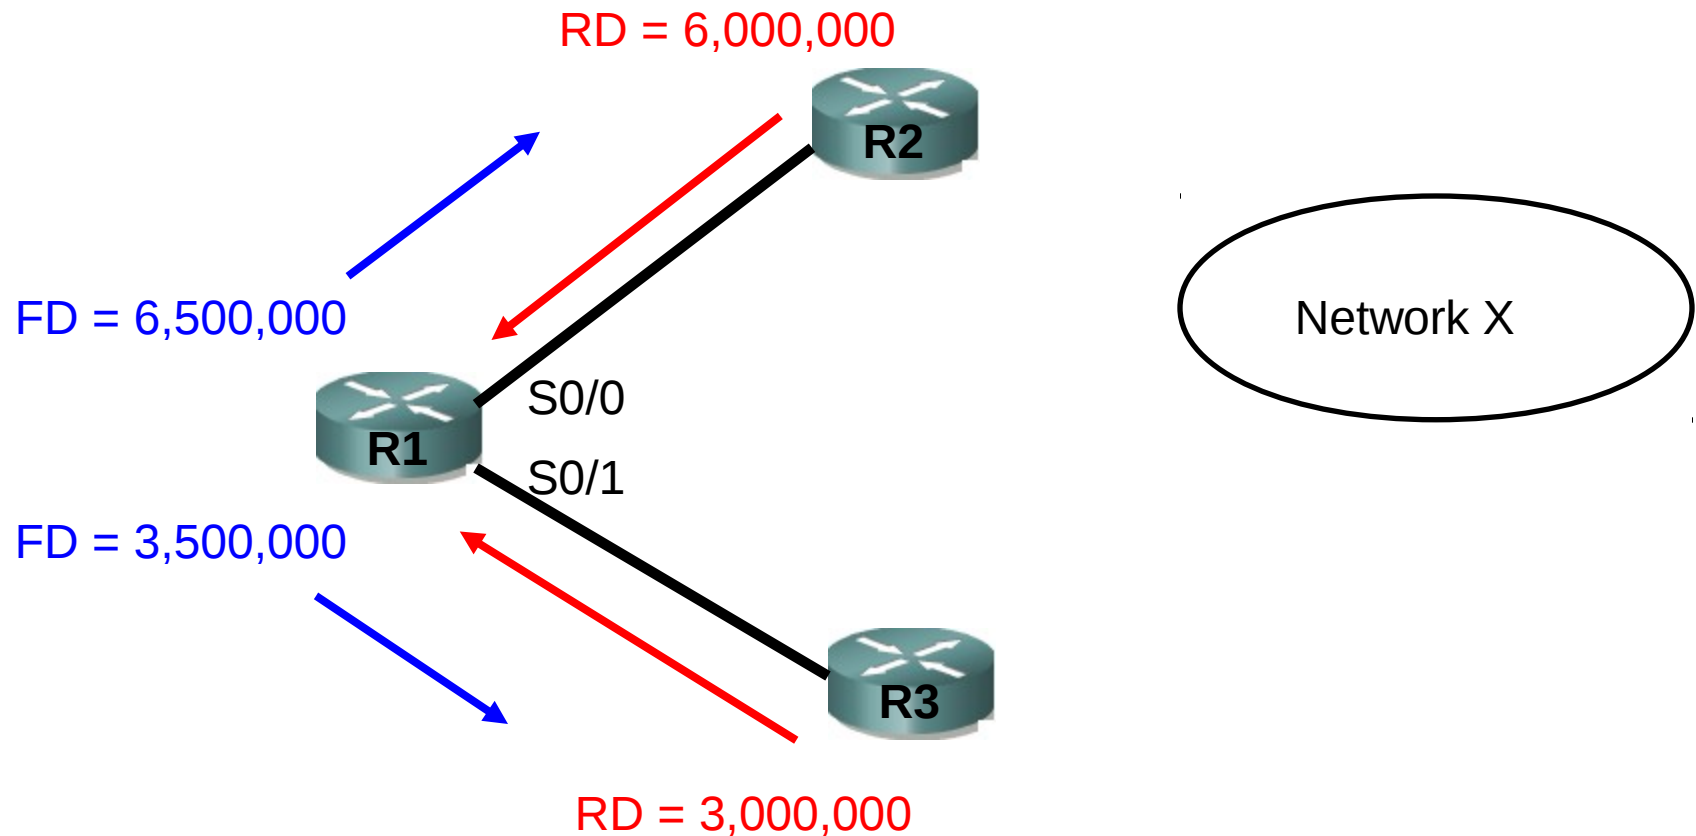 RD = 6,000,000
R2
FD = 6,500,000
Network X
S0/0
R1
S0/1
FD = 3,500,000
R3
RD = 3,000,000